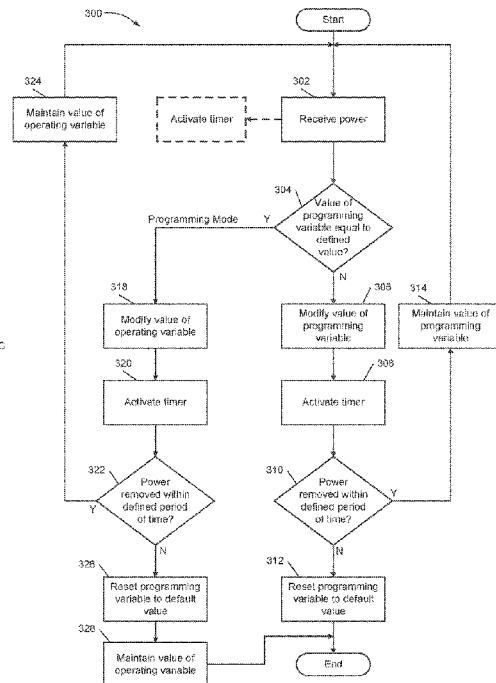 300
Start
324
302
Maintain value of
operating variable
Activate timer
Receive power
304
Value of
programming
variable equal to
defined
value?
Programming Mode
Y
N
318
308
314
Modify value of
operating variable
Modify value of
programming
variable
Maintain value of
programming
variable
320
306
Activate timer
Activate timer
322
310
Power
removed within
defined period
of time?
Power
removed within
defined period
of time?
Y
Y
N
N
326
312
Reset programming
variable to default
value
Reset programming
variable to default
value
328
Maintain value of
operating variable
End